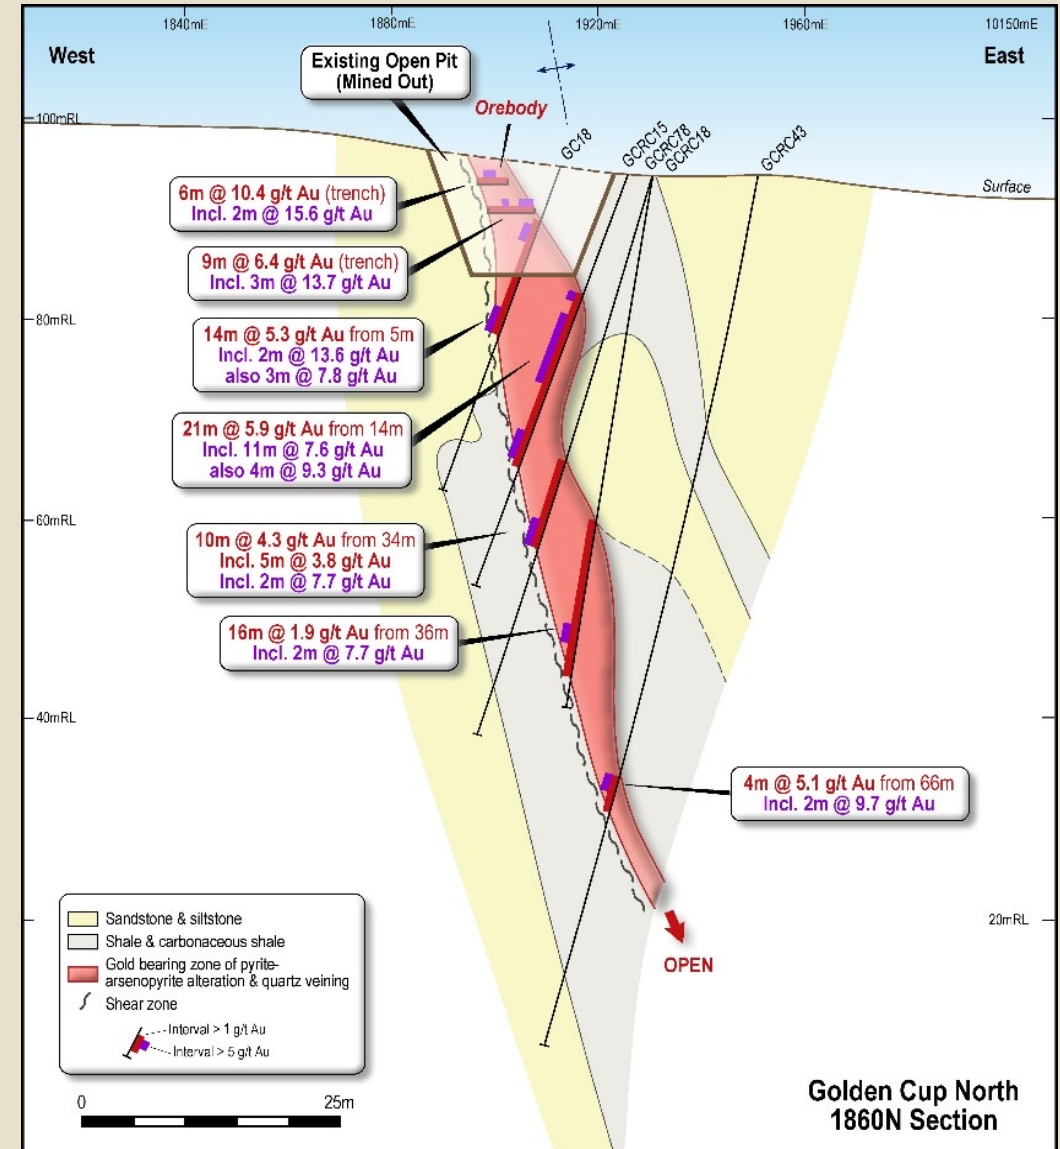 1840mE
1880mE
1920mE
1960mE
10150mE
West
East
Existing Open Pit
(Mined Out)
Orebody
GC18
GCRC15
GCRC78
GCRC18
GCRC43
100mRL
Surface
6m @ 10.4 g/t Au (trench)
Incl. 2m @ 15.6 g/t Au
9m @ 6.4 g/t Au (trench)
Incl. 3m @ 13.7 g/t Au
80mRL
14m @ 5.3 g/t Au from 5m
Incl. 2m @ 13.6 g/t Au
also 3m @ 7.8 g/t Au
21m @ 5.9 g/t Au from 14m
Incl. 11m @ 7.6 g/t Au
also 4m @ 9.3 g/t Au
60mRL
10m @ 4.3 g/t Au from 34m
Incl. 5m @ 3.8 g/t Au
Incl. 2m @ 7.7 g/t Au
16m @ 1.9 g/t Au from 36m
Incl. 2m @ 7.7 g/t Au
40mRL
4m @ 5.1 g/t Au from 66m
Incl. 2m @ 9.7 g/t Au
20mRL
OPEN
Sandstone & siltstone
Shale & carbonaceous shale
Gold bearing zone of pyrite-
arsenopyrite alteration & quartz veining
Shear zone
Interval > 1 g/t Au
Interval > 5 g/t Au
0
25m
Golden Cup North
1860N Section